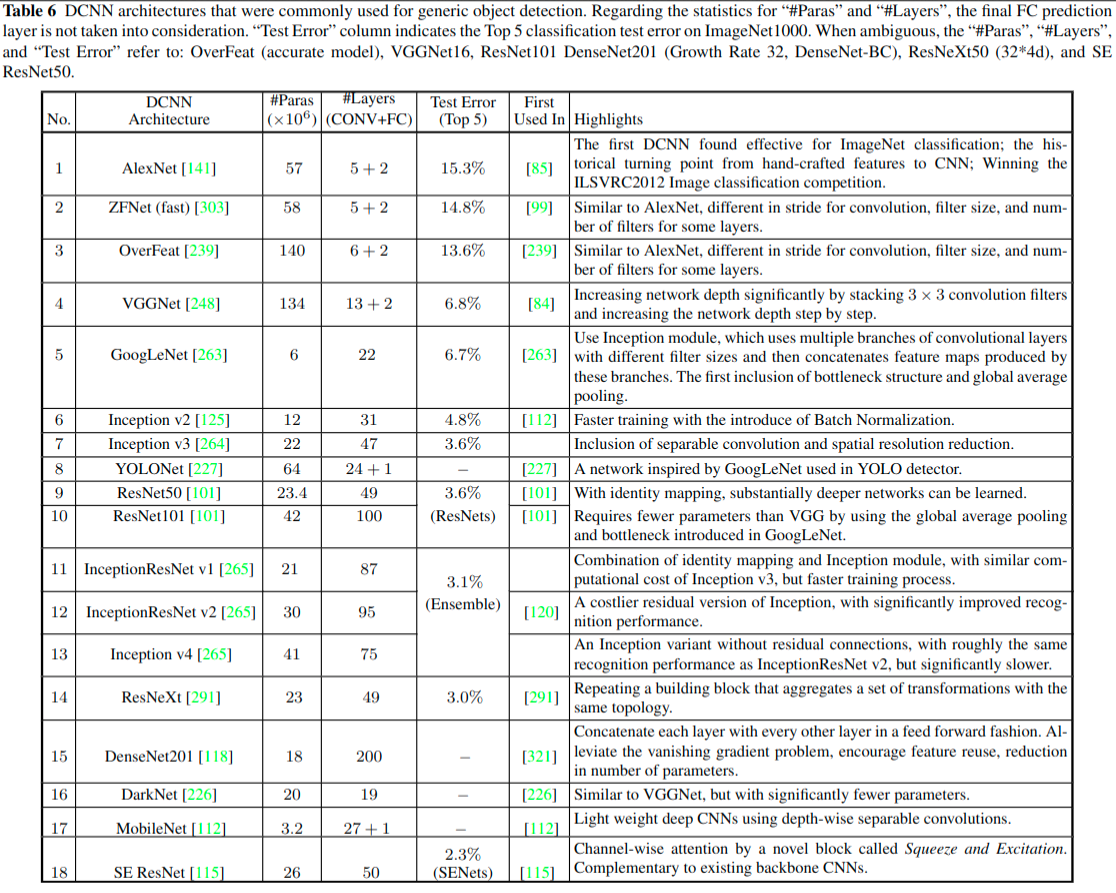 Table 6 DCNN architectures that were commonly used for generic object detection. Regarding the statistics for “#Paras” and “#Layers”, the final FC prediction
layer is not taken into consideration. “Test Error” column indicates the Top 5 classification test error on ImageNet1000. When ambiguous, the “#Paras”, “#Layers”,
and “Test Error” refer to: OverFeat (accurate model), VGGNet16, ResNet101 DenseNet201 (Growth Rate 32, DenseNet-BC), ResNeXt50 (32*4d), and SE
ResNet50.
No. DCNN Architecture #Paras (×10⁶) #Layers (CONV+FC) Test Error (Top 5) First Used In Highlights
1 AlexNet [141] 57 5 + 2 15.3% [85] The first DCNN found effective for ImageNet classification; the his-
torical turning point from hand-crafted features to CNN; Winning the
ILSVRC2012 Image classification competition.
2 ZFNet (fast) [303] 58 5 + 2 14.8% [99] Similar to AlexNet, different in stride for convolution, filter size, and num-
ber of filters for some layers.
3 OverFeat [239] 140 6 + 2 13.6% [239] Similar to AlexNet, different in stride for convolution, filter size, and num-
ber of filters for some layers.
4 VGGNet [248] 134 13 + 2 6.8% [84] Increasing network depth significantly by stacking 3 × 3 convolution filters
and increasing the network depth step by step.
5 GoogLeNet [263] 6 22 6.7% [263] Use Inception module, which uses multiple branches of convolutional layers
with different filter sizes and then concatenates feature maps produced by
these branches. The first inclusion of bottleneck structure and global average
pooling.
6 Inception v2 [125] 12 31 4.8% [112] Faster training with the introduce of Batch Normalization.
7 Inception v3 [264] 22 47 3.6% Inclusion of separable convolution and spatial resolution reduction.
8 YOLONet [227] 64 24 + 1 – [227] A network inspired by GoogLeNet used in YOLO detector.
9 ResNet50 [101] 23.4 49 3.6% [101] With identity mapping, substantially deeper networks can be learned.
10 ResNet101 [101] 42 100 (ResNets) [101] Requires fewer parameters than VGG by using the global average pooling
and bottleneck introduced in GoogLeNet.
11 InceptionResNet v1 [265] 21 87 3.1% Combination of identity mapping and Inception module, with similar com-
putational cost of Inception v3, but faster training process.
12 InceptionResNet v2 [265] 30 95 (Ensemble) [120] A costlier residual version of Inception, with significantly improved recog-
nition performance.
13 Inception v4 [265] 41 75 An Inception variant without residual connections, with roughly the same
recognition performance as InceptionResNet v2, but significantly slower.
14 ResNeXt [291] 23 49 3.0% [291] Repeating a building block that aggregates a set of transformations with the
same topology.
15 DenseNet201 [118] 18 200 – [321] Concatenate each layer with every other layer in a feed forward fashion. Al-
leviate the vanishing gradient problem, encourage feature reuse, reduction
in number of parameters.
16 DarkNet [226] 20 19 – [226] Similar to VGGNet, but with significantly fewer parameters.
17 MobileNet [112] 3.2 27 + 1 – [112] Light weight deep CNNs using depth-wise separable convolutions.
18 SE ResNet [115] 26 50 2.3% (SENets) [115] Channel-wise attention by a novel block called Squeeze and Excitation.
Complementary to existing backbone CNNs.